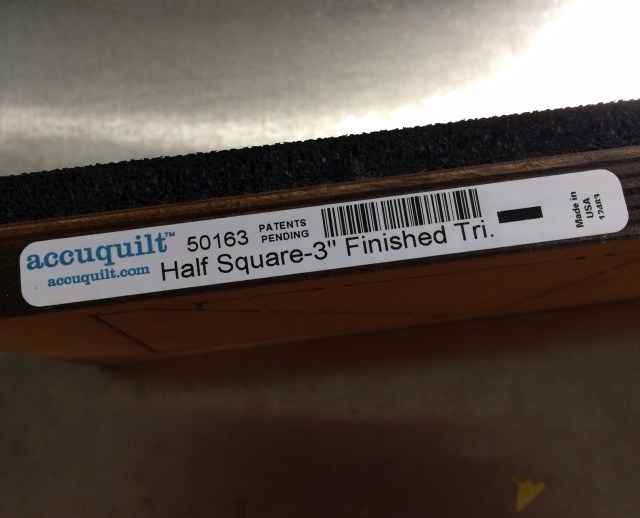 accuquilt™
accuquilt.com
50163
PATENTS
PENDING
Half Square-3" Finished Tri.
Made in
USA